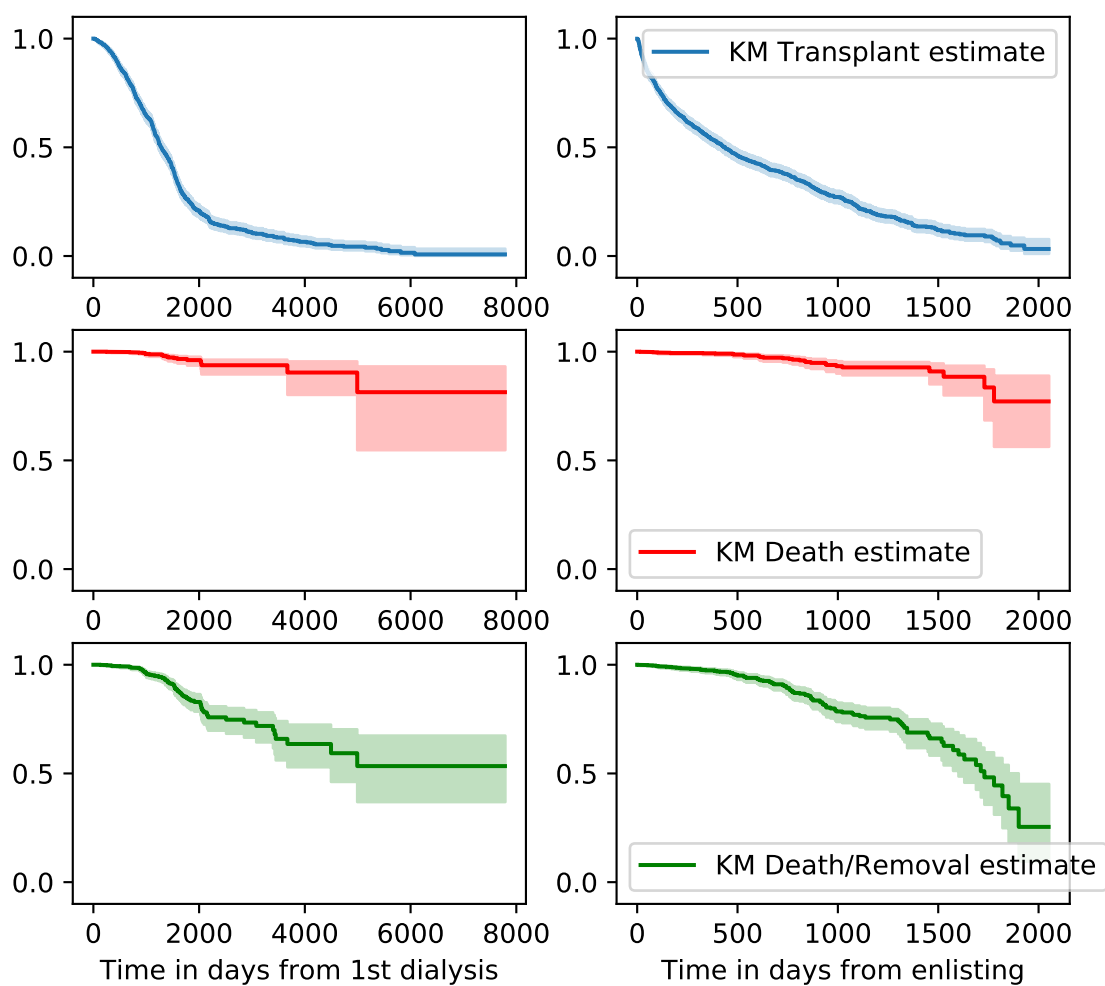 1.0
0.5
0.0
0 2000 4000 6000 8000
KM Transplant estimate
1.0
0.5
0.0
0 500 1000 1500 2000
1.0
0.5
0.0
0 2000 4000 6000 8000
1.0
0.5
0.0
KM Death estimate
0 500 1000 1500 2000
1.0
0.5
0.0
0 2000 4000 6000 8000
Time in days from 1st dialysis
1.0
0.5
0.0
KM Death/Removal estimate
0 500 1000 1500 2000
Time in days from enlisting